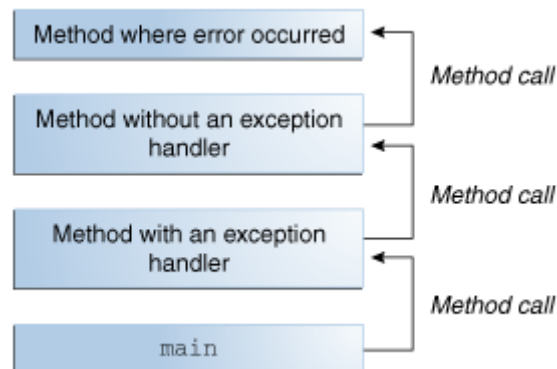 Method where error occurred
Method call
Method without an exception
handler
Method call
Method with an exception
handler
Method call
main